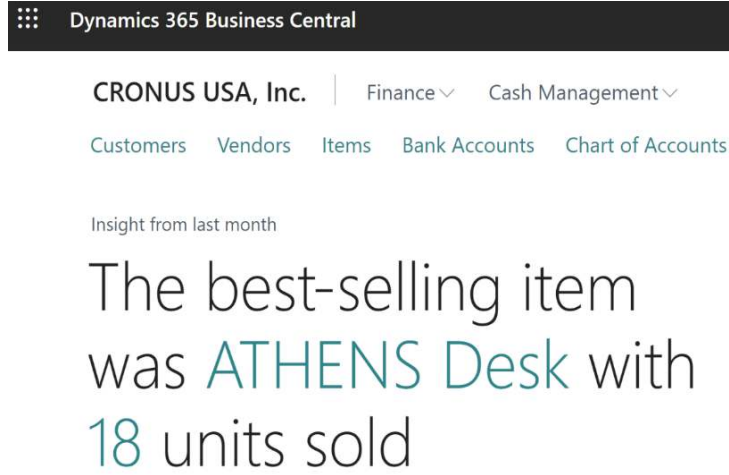 Dynamics 365 Business Central
CRONUS USA, Inc. Finance Cash Management
Customers Vendors Items Bank Accounts Chart of Accounts
Insight from last month
The best-selling item
was ATHENS Desk with
18 units sold